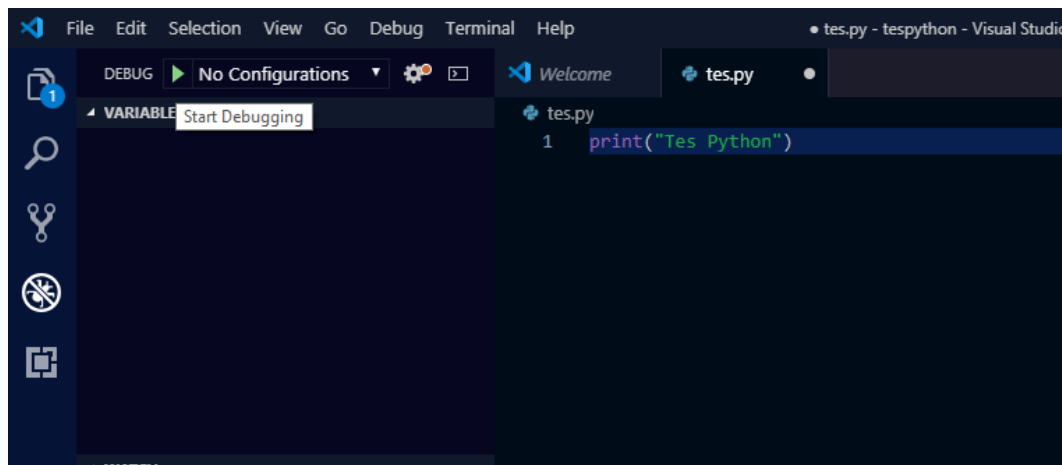 File Edit Selection View Go Debug Terminal Help ● tes.py - tespython - Visual Studio
DEBUG No Configurations
Welcome tes.py
1
VARIABLE
Start Debugging
tes.py
1 print("Tes Python")